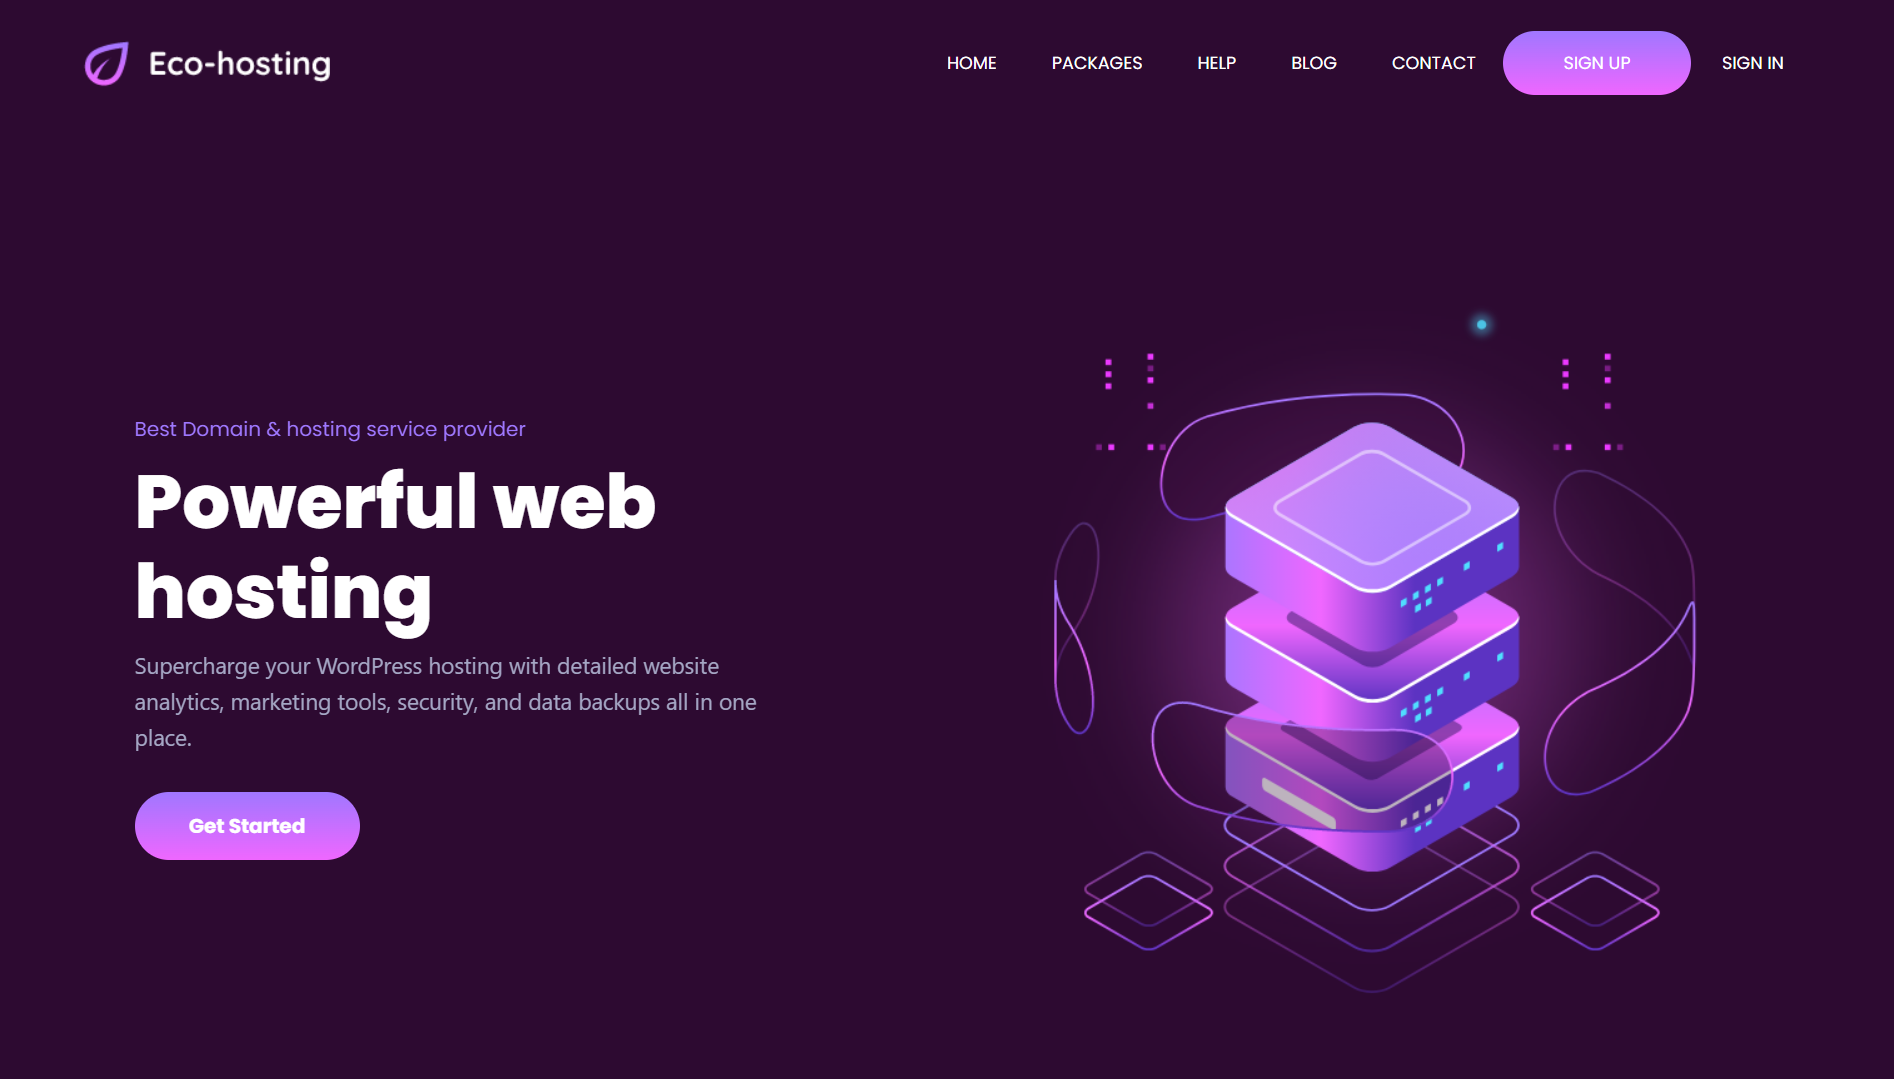 Eco-hosting
HOME PACKAGES HELP BLOG CONTACT SIGN UP SIGN IN
Best Domain & hosting service provider
Powerful web
hosting
Supercharge your WordPress hosting with detailed website
analytics, marketing tools, security, and data backups all in one
place.
Get Started